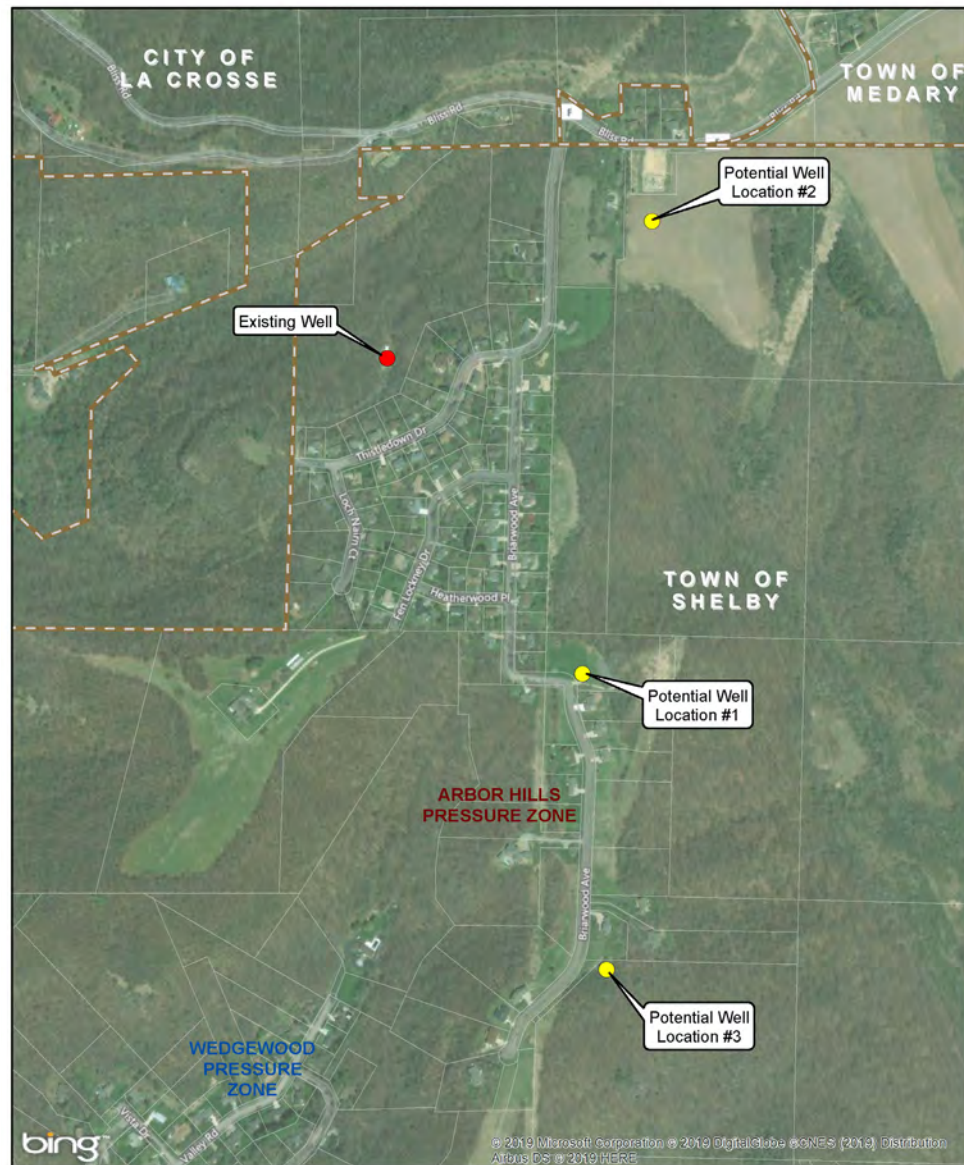 CITY OF
LA CROSSE
TOWN OF
MEDARY
Bliss Rd
Bliss Rd
F
Bliss Rd
Potential Well
Location #2
Existing Well
Thistledown Dr
Loch Nairn Ct
Briarwood Ave
Fen Lockney Dr
Heatherwood Pl
TOWN OF
SHELBY
Potential Well
Location #1
ARBOR HILLS
PRESSURE ZONE
Briarwood Ave
Potential Well
Location #3
WEDGEWOOD
PRESSURE
ZONE
Vista Dr
Valley Rd
bing
© 2019 Microsoft Corporation © 2019 DigitalGlobe ©CNES (2019) Distribution
Airbus DS © 2019 HERE